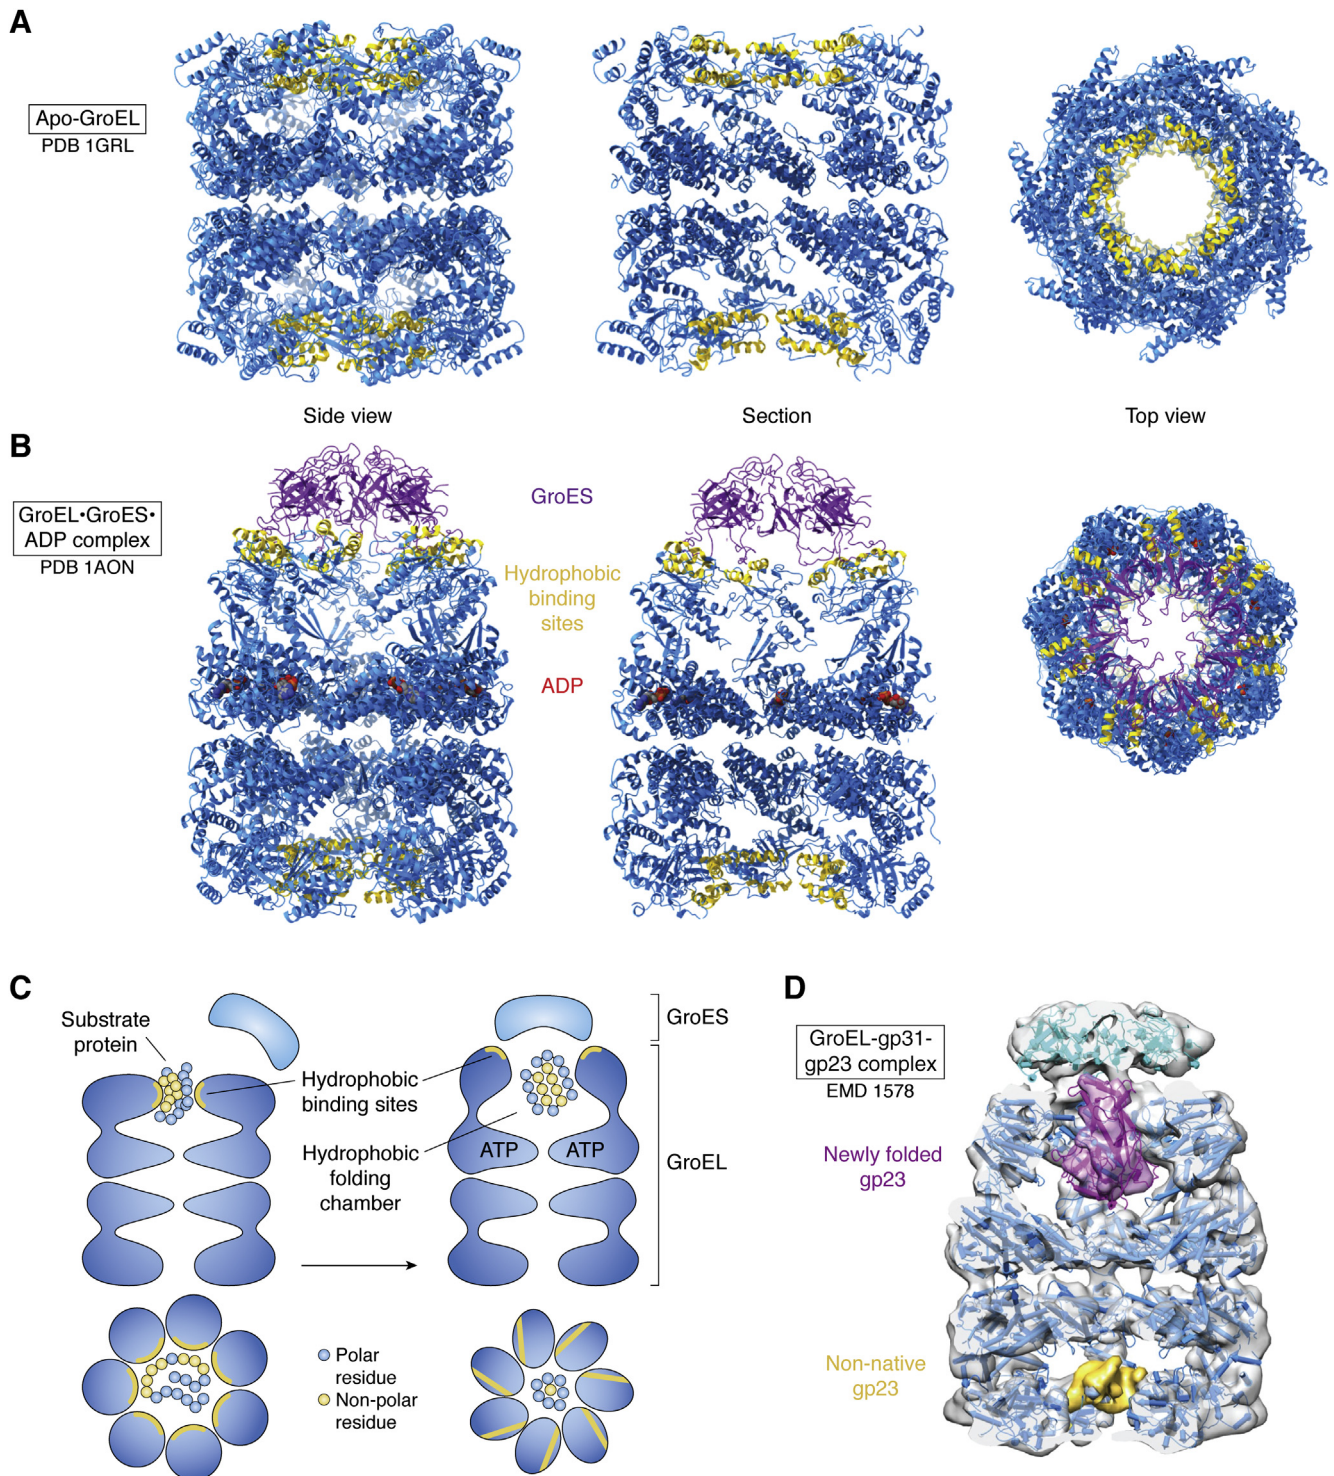 A
Apo-GroEL
PDB 1GRL
Side view
Section
Top view
B
GroEL•GroES•
ADP complex
PDB 1AON
GroES
Hydrophobic
binding
sites
ADP
C
Substrate
protein
Hydrophobic
binding sites
Hydrophobic
folding
chamber
ATP
ATP
GroES
GroEL
Polar
residue
Non-polar
residue
D
GroEL-gp31-
gp23 complex
EMD 1578
Newly folded
gp23
Non-native
gp23